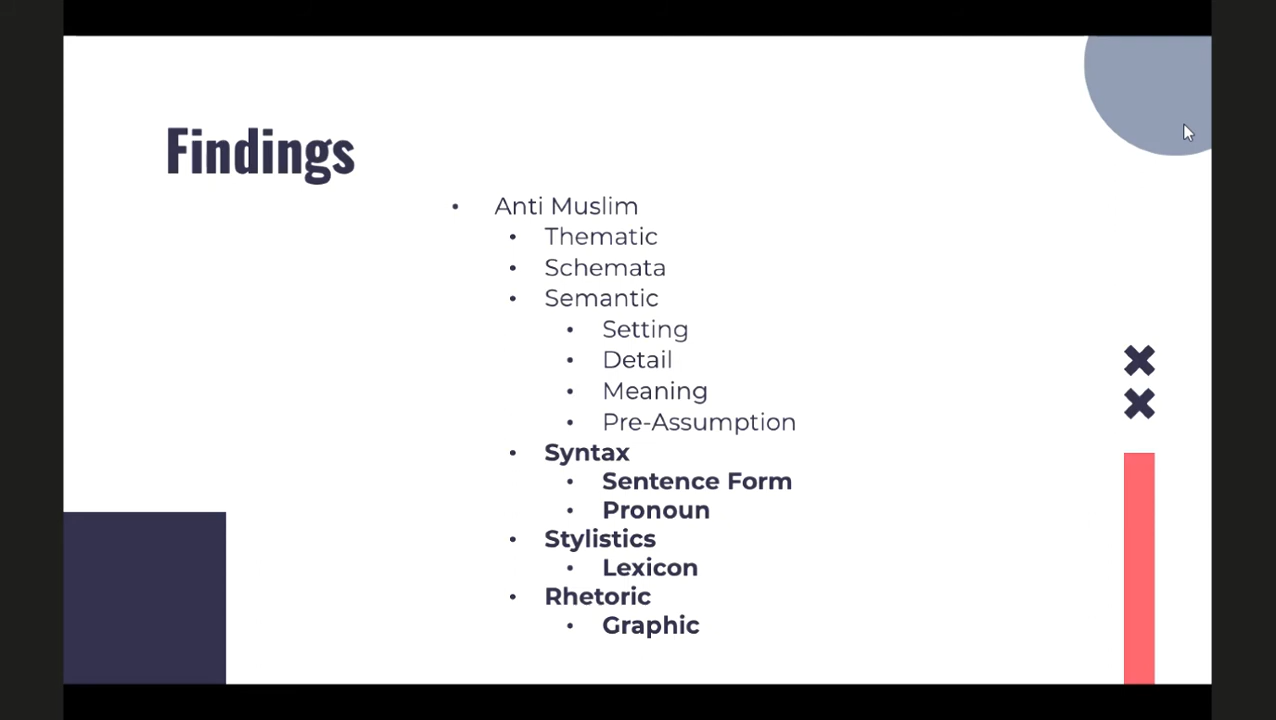 Findings
• Anti Muslim
• Thematic
• Schemata
• Semantic
• Setting
• Detail
• Meaning
• Pre-Assumption
• Syntax
• Sentence Form
• Pronoun
• Stylistics
• Lexicon
• Rhetoric
• Graphic